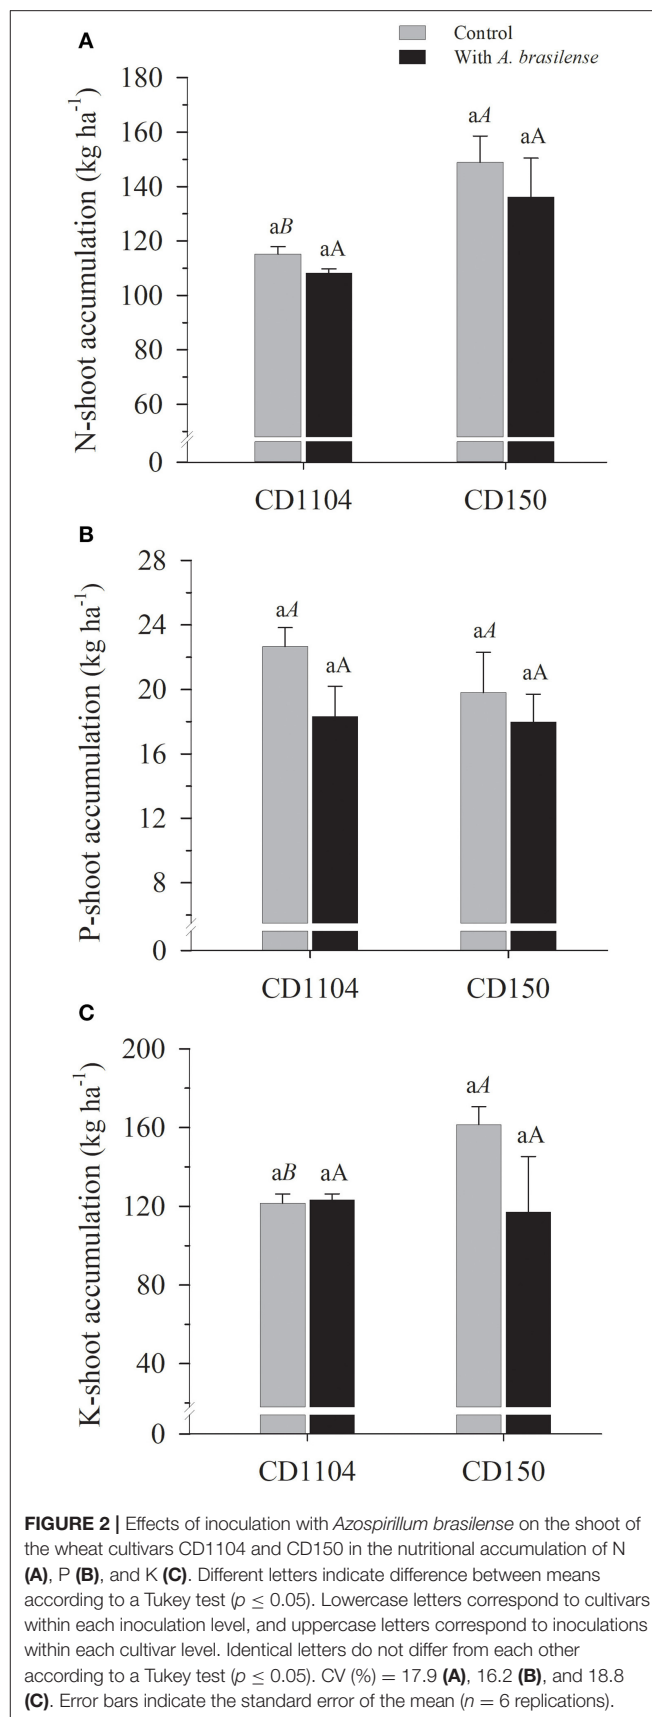 A
Control
With A. brasilense
N-shoot accumulation (kg ha⁻¹)
180
160
140
120
100
80
60
0
aB
aA
aA
aA
CD1104
CD150
B
P-shoot accumulation (kg ha⁻¹)
28
24
20
16
12
8
0
aA
aA
aA
aA
CD1104
CD150
C
K-shoot accumulation (kg ha⁻¹)
200
160
120
80
40
0
aB
aA
aA
aA
CD1104
CD150
FIGURE 2 | Effects of inoculation with Azospirillum brasilense on the shoot of
the wheat cultivars CD1104 and CD150 in the nutritional accumulation of N
(A), P (B), and K (C). Different letters indicate difference between means
according to a Tukey test (p ≤ 0.05). Lowercase letters correspond to cultivars
within each inoculation level, and uppercase letters correspond to inoculations
within each cultivar level. Identical letters do not differ from each other
according to a Tukey test (p ≤ 0.05). CV (%) = 17.9 (A), 16.2 (B), and 18.8
(C). Error bars indicate the standard error of the mean (n = 6 replications).